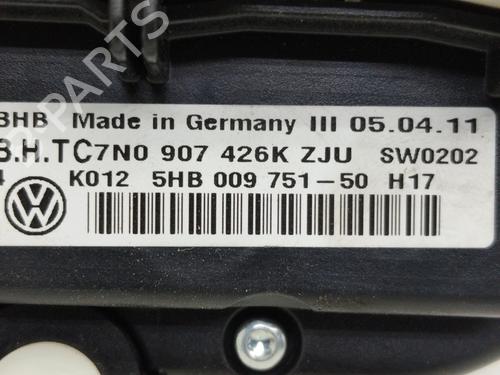 BHB Made in Germany III 05.04.11
B.H.TC7N0 907 426K ZJU SW0202
K012 5HB 009 751-50 H17